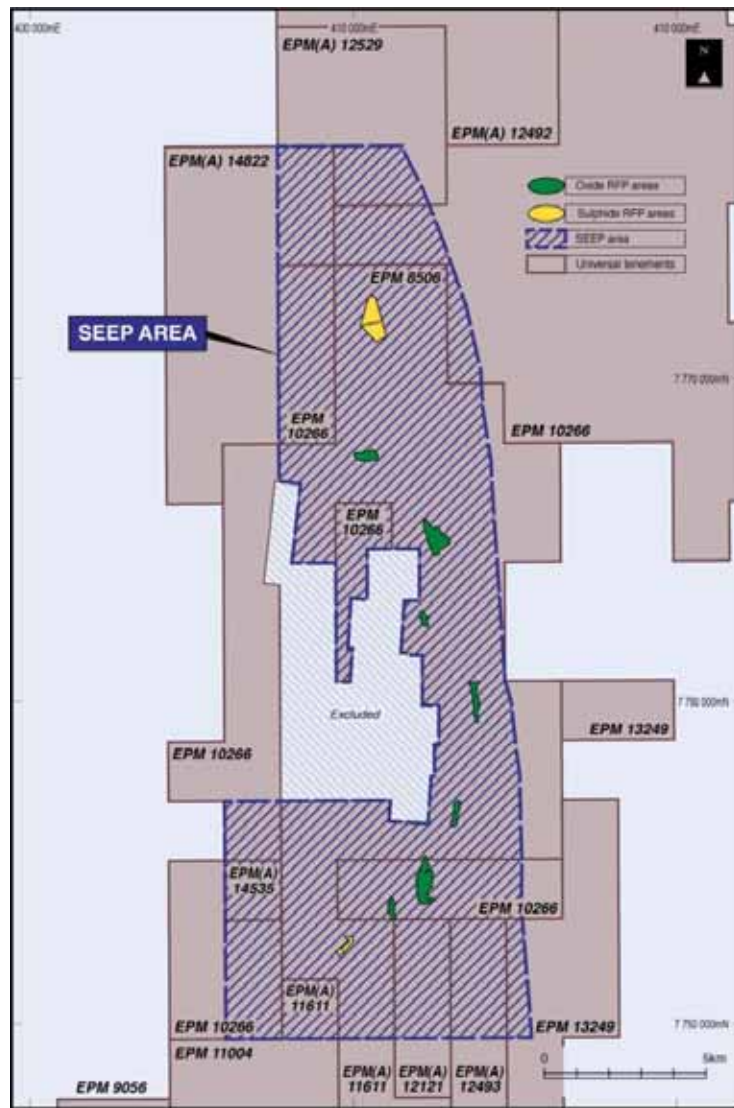 400 000mE
410 000mE
410 000mE
EPM(A) 12529
N
EPM(A) 12492
EPM(A) 14822
Oxide RFP areas
Sulphide RFP areas
SEEP area
Universal tenements
EPM 8506
SEEP AREA
7 770 000mN
EPM
10266
EPM 10266
EPM
10266
Excluded
EPM 13249
EPM 10266
EPM(A)
14535
EPM 10266
EPM(A)
11611
EPM 10266
EPM 13249
7 750 000mN
EPM 11004
0
5km
EPM(A)
11611
EPM(A)
12121
EPM(A)
12493
EPM 9056